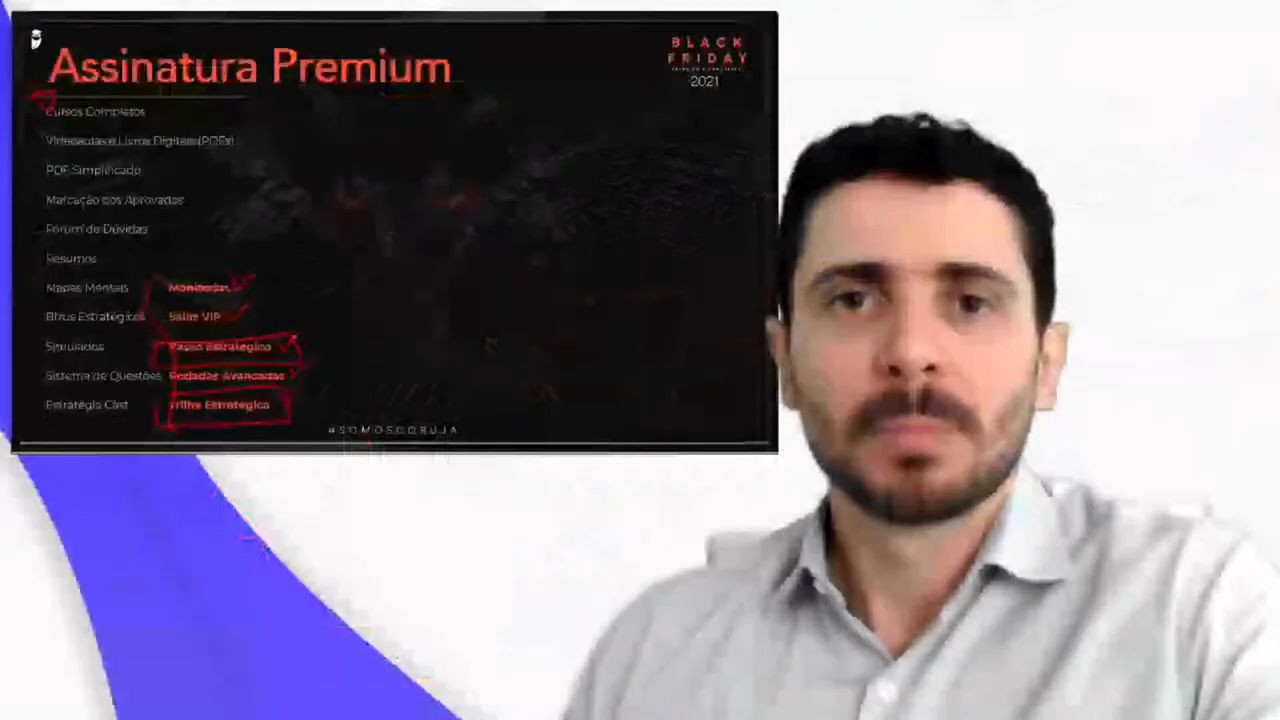 Assinatura Premium
BLACK
FRIDAY
2021
Cursos Completos
Videoaulas e Livros Digitais (PDFs)
PDF Simplificado
Marcação dos Aprovados
Fórum de Dúvidas
Resumos
Mapas Mentais Monitorias
Bizus Estratégicos Salas VIP
Simulados Passo Estratégico
Sistema de Questões Rodadas Avançadas
Estratégia Cast Trilha Estratégica
#SOMOSCORUJA